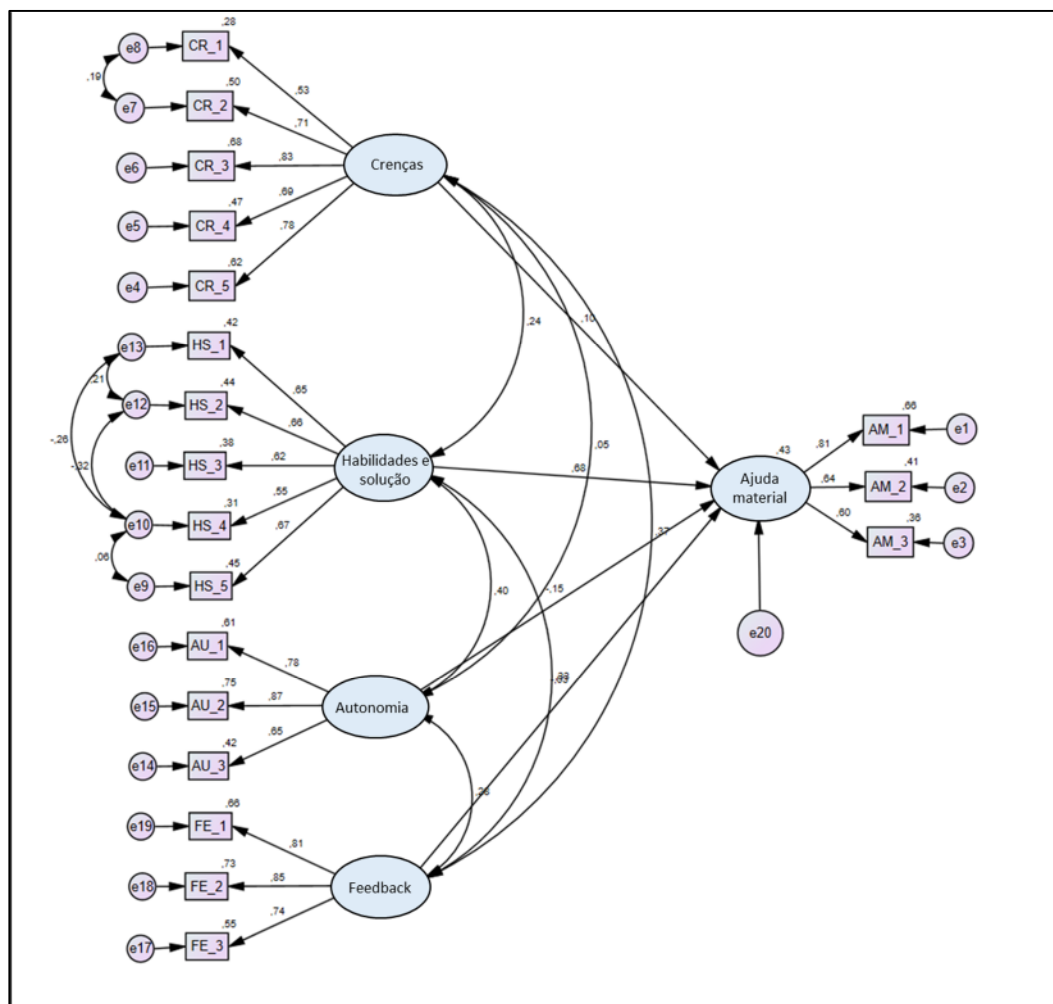 ,28
e8
CR_1
,19
,53
,50
e7
CR_2
,71
,68
e6
CR_3
,83
Crenças
,47
e5
CR_4
,69
,62
e4
CR_5
,78
,42
e13
HS_1
,24
,10
,21
,65
,44
e12
HS_2
,66
-,26
-,32
,38
e11
HS_3
,62
Habilidades e
solução
,68
,05
,31
e10
HS_4
,55
,06
,45
e9
HS_5
,67
,43
Ajuda
material
,81
,66
AM_1
e1
,64
,41
AM_2
e2
,60
,36
AM_3
e3
,37
-,15
,40
e20
,61
e16
AU_1
,78
,75
e15
AU_2
,87
Autonomia
,42
e14
AU_3
,65
,66
e19
FE_1
,81
,73
e18
FE_2
,85
Feedback
,55
e17
FE_3
,74